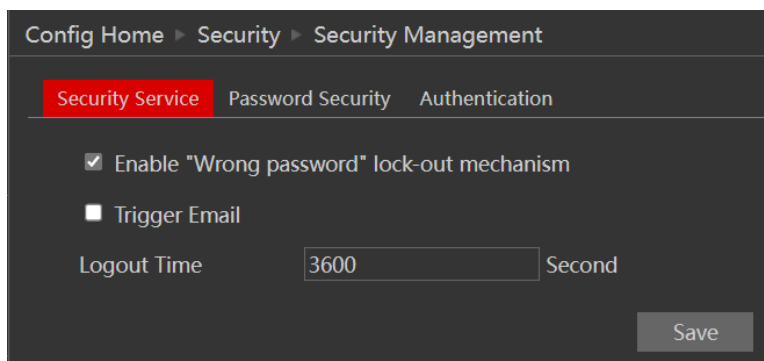 Config Home ▶ Security ▶ Security Management
Security Service Password Security Authentication
Enable "Wrong password" lock-out mechanism
Trigger Email
Logout Time 3600 Second
Save